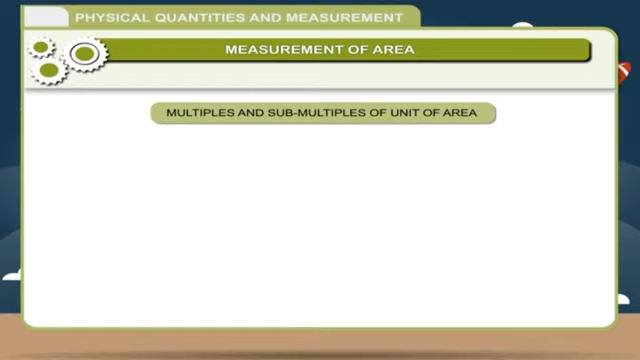 PHYSICAL QUANTITIES AND MEASUREMENT
MEASUREMENT OF AREA
MULTIPLES AND SUB-MULTIPLES OF UNIT OF AREA